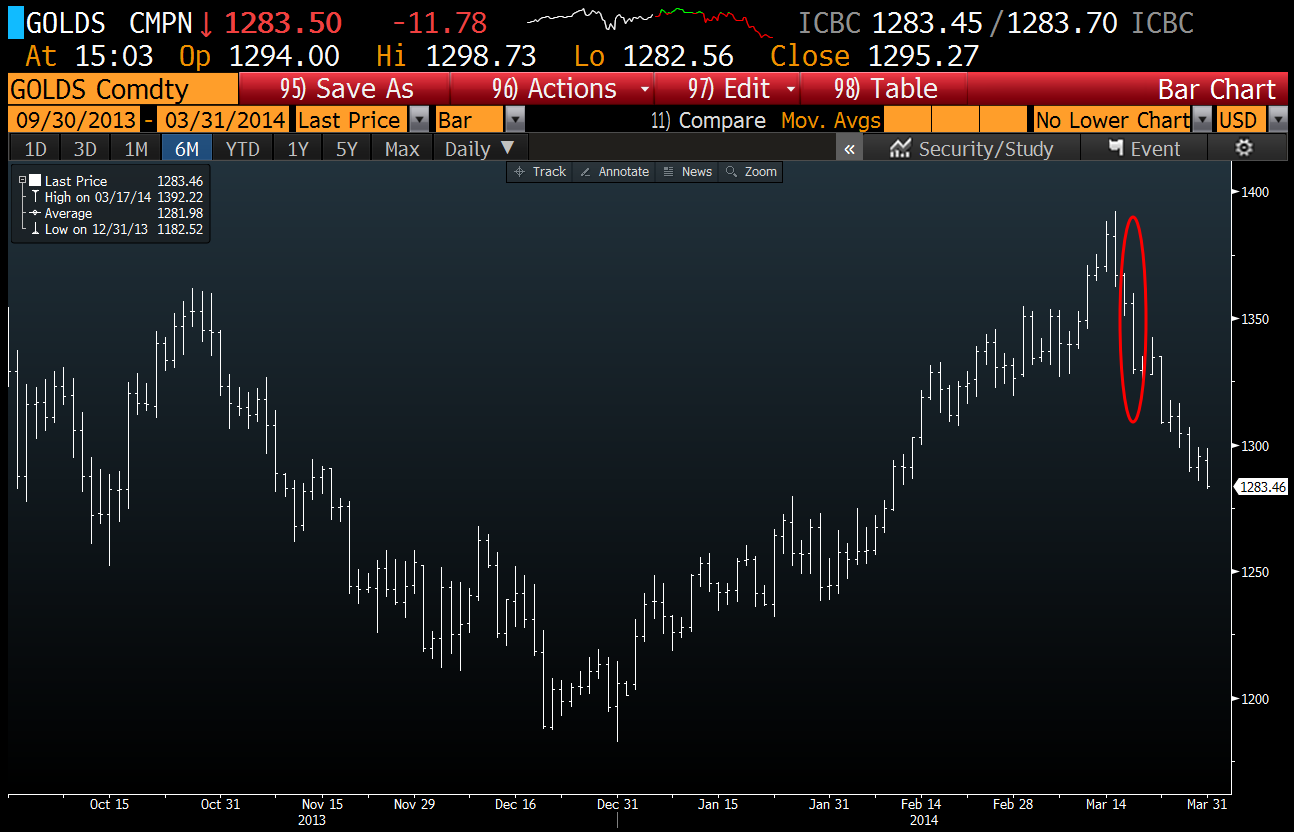 GOLDS CMPN↓ 1283.50 -11.78 ICBC 1283.45/1283.70 ICBC
At 15:03 Op 1294.00 Hi 1298.73 Lo 1282.56 Close 1295.27
GOLDS Comdty 95) Save As 96) Actions 97) Edit 98) Table Bar Chart
09/30/2013 - 03/31/2014 Last Price Bar 11) Compare Mov. Avgs No Lower Chart USD
1D 3D 1M 6M YTD 1Y 5Y Max Daily ▼ « Security/Study Event
Track Annotate News Zoom
Last Price 1283.46
High on 03/17/14 1392.22
Average 1281.98
Low on 12/31/13 1182.52
1400
1350
1300
1283.46
1250
1200
Oct 15 Oct 31 Nov 15 Nov 29 Dec 16 Dec 31 Jan 15 Jan 31 Feb 14 Feb 28 Mar 14 Mar 31
2013 2014